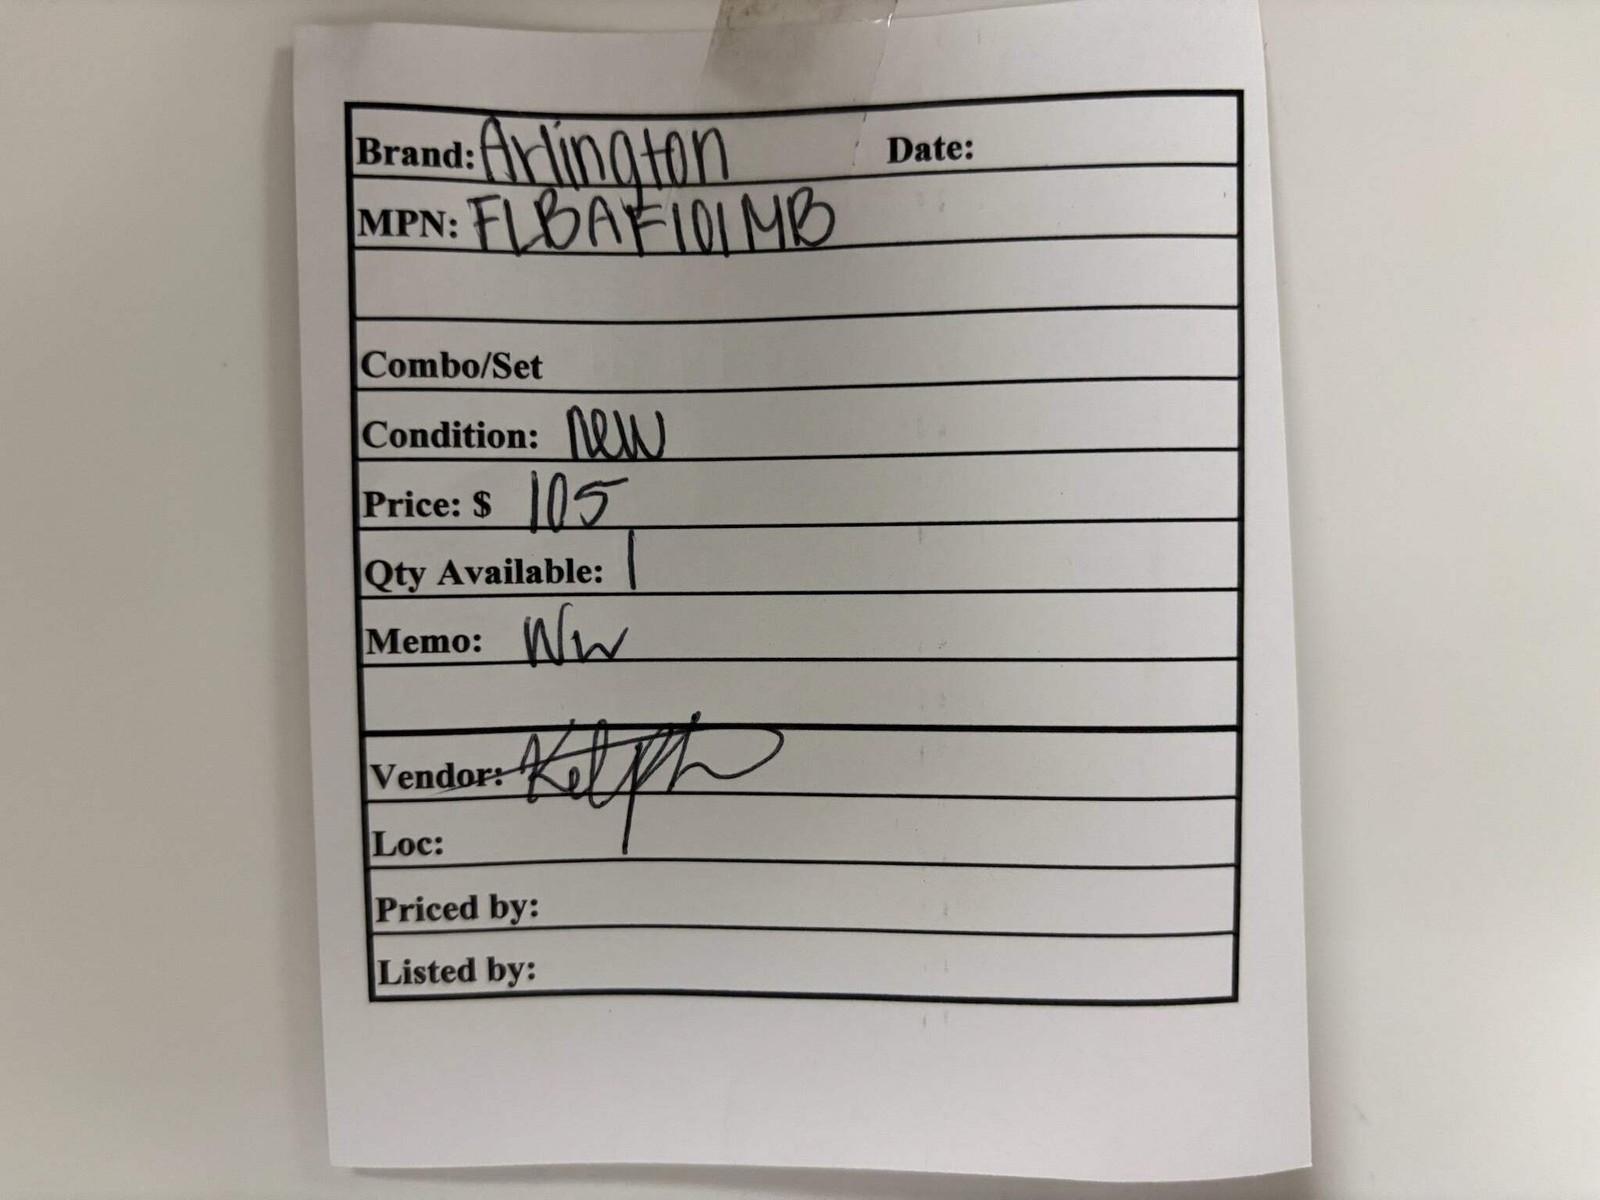 Brand: Arlington Date:
MPN: FLBAF101MB
Combo/Set
Condition: new
Price: $ 105
Qty Available: 1
Memo: NW
Vendor:
Loc:
Priced by:
Listed by: